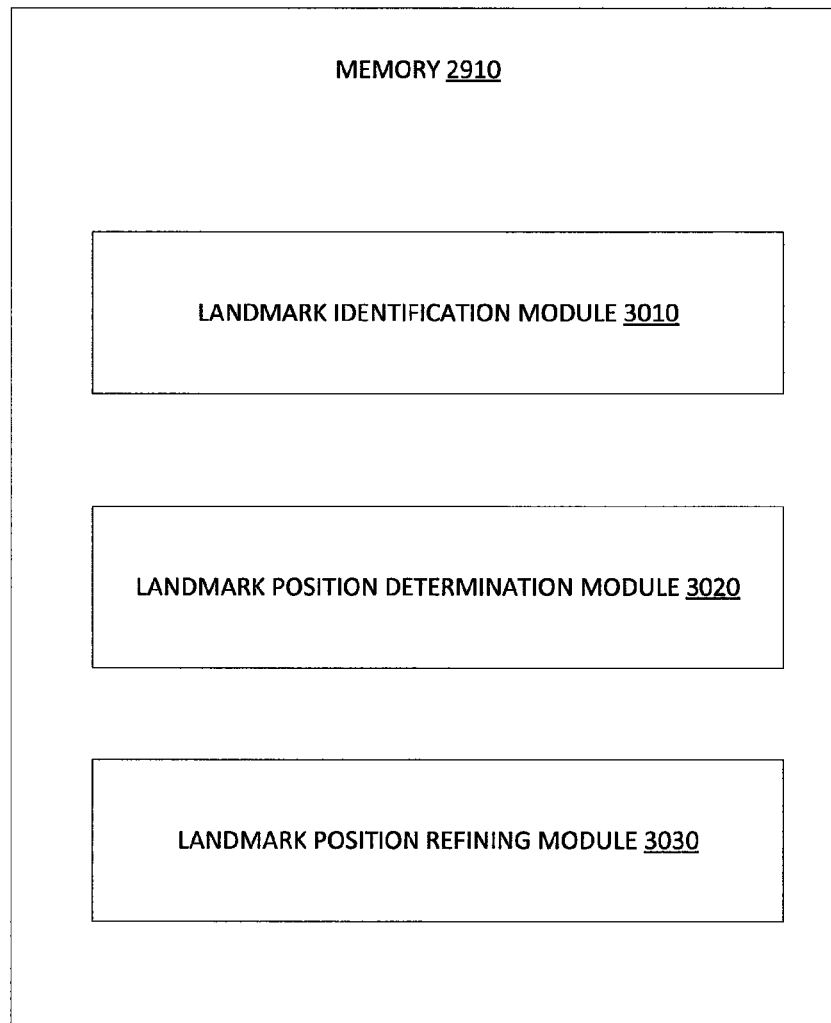 MEMORY 2910
LANDMARK IDENTIFICATION MODULE 3010
LANDMARK POSITION DETERMINATION MODULE 3020
LANDMARK POSITION REFINING MODULE 3030